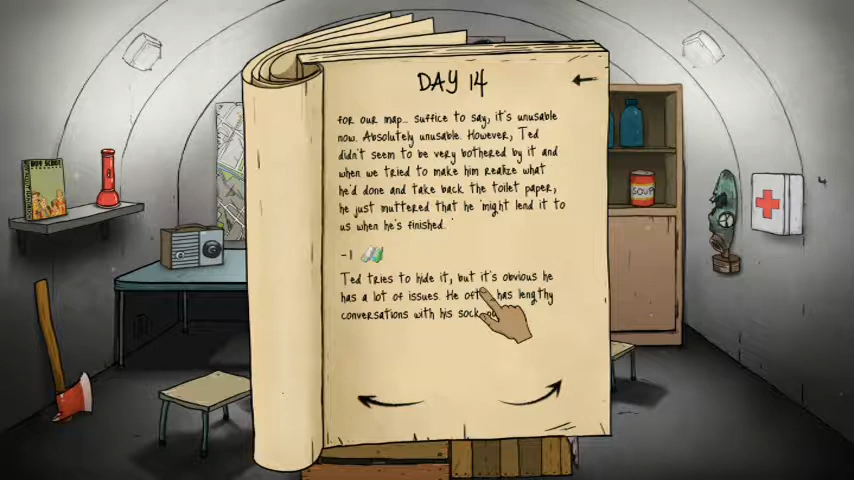 DAY 14
for our map... suffice to say, it's unusable
now. Absolutely unusable. However, Ted
didn't seem to be very bothered by it and
when we tried to make him realize what
he'd done and take back the toilet paper,
he just muttered that he 'might lend it to
us when he's finished.'
-1
Ted tries to hide it, but it's obvious he
has a lot of issues. He has lengthy
conversations with his sock
BOY SCOUT
SOUP